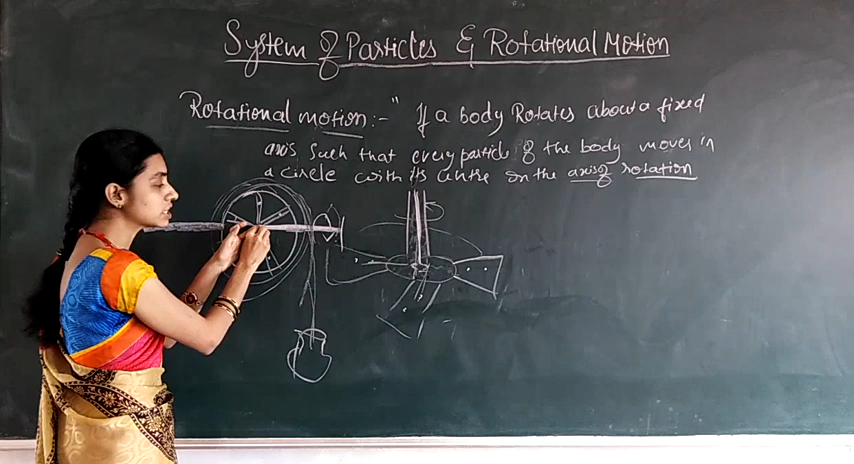 System of Particles & Rotational Motion
"Rotational motion:-" If a body Rotates about a fixed
axis such that every particle of the body moves in
a circle with its centre on the axis of rotation